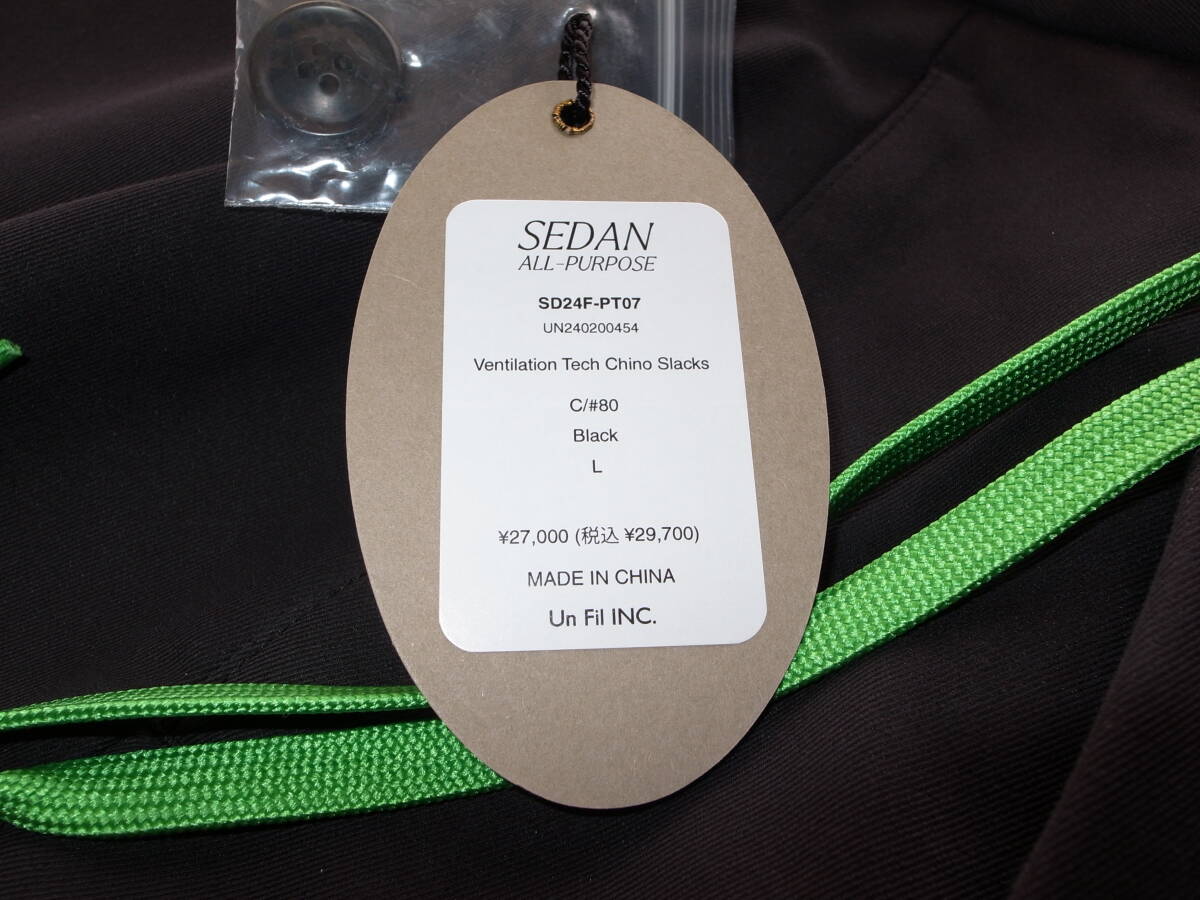 SEDAN
ALL-PURPOSE
SD24F-PT07
UN240200454
Ventilation Tech Chino Slacks
C/#80
Black
L
¥27,000 (税込 ¥29,700)
MADE IN CHINA
Un Fil INC.